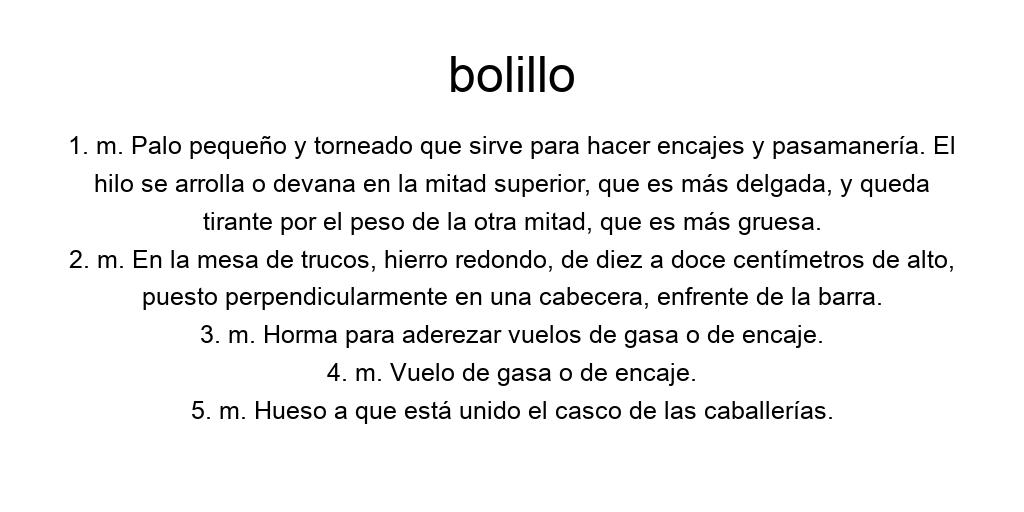 bolillo
1. m. Palo pequeño y torneado que sirve para hacer encajes y pasamanería. El
hilo se arrolla o devana en la mitad superior, que es más delgada, y queda
tirante por el peso de la otra mitad, que es más gruesa.
2. m. En la mesa de trucos, hierro redondo, de diez a doce centímetros de alto,
puesto perpendicularmente en una cabecera, enfrente de la barra.
3. m. Horma para aderezar vuelos de gasa o de encaje.
4. m. Vuelo de gasa o de encaje.
5. m. Hueso a que está unido el casco de las caballerías.